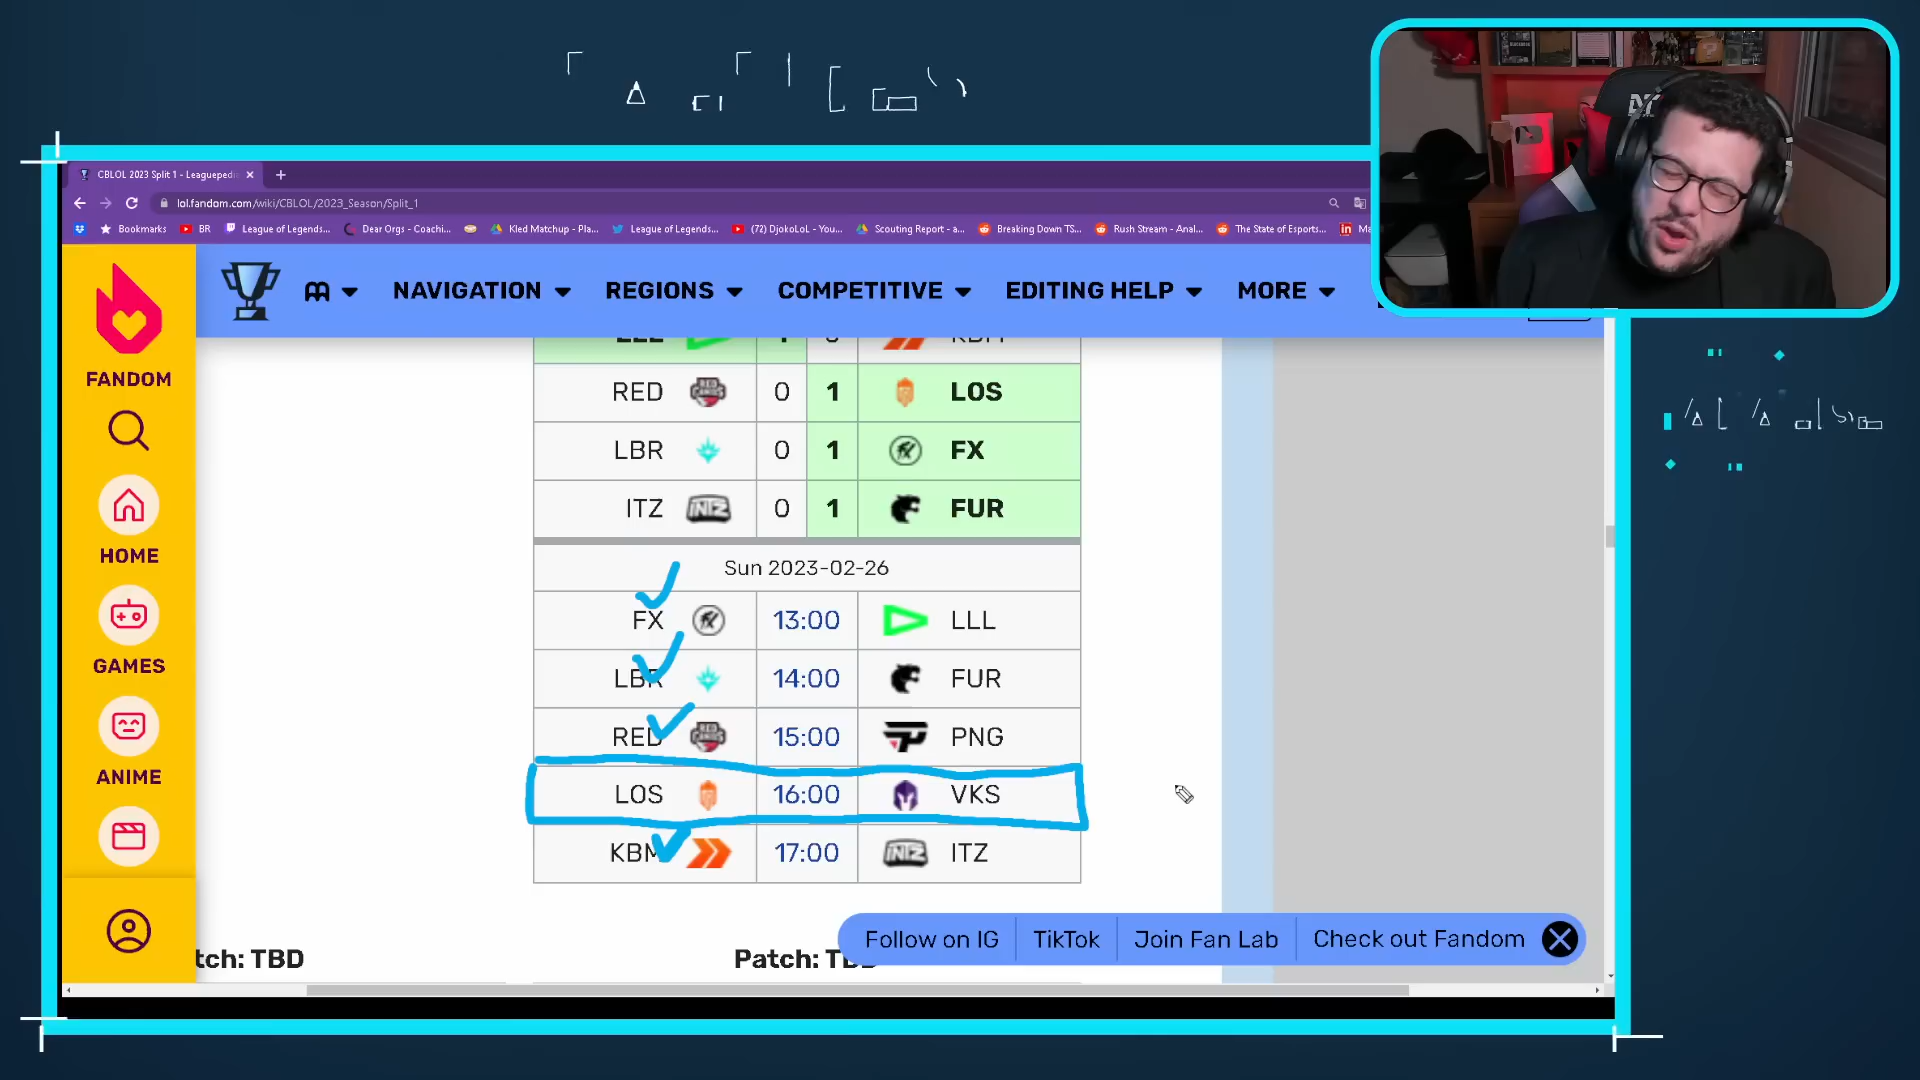 CBLOL 2023 Split 1 - Leaguepedi
lol.fandom.com/wiki/CBLOL/2023_Season/Split_1
Bookmarks BR League of Legends... Dear Orgs - Coachi... Kled Matchup - Pla... League of Legends... (72) DjokoLoL - You... Scouting Report - a... Breaking Down TS... Rush Stream - Anal... The State of Esports...
NAVIGATION REGIONS COMPETITIVE EDITING HELP MORE
FANDOM
HOME
GAMES
ANIME
RED 0 1 LOS
LBR 0 1 FX
ITZ INTZ 0 1 FUR
Sun 2023-02-26
FX 13:00 LLL
LBR 14:00 FUR
RED 15:00 PNG
LOS 16:00 VKS
KBM 17:00 INTZ ITZ
tch: TBD Patch: TBD
Follow on IG TikTok Join Fan Lab Check out Fandom